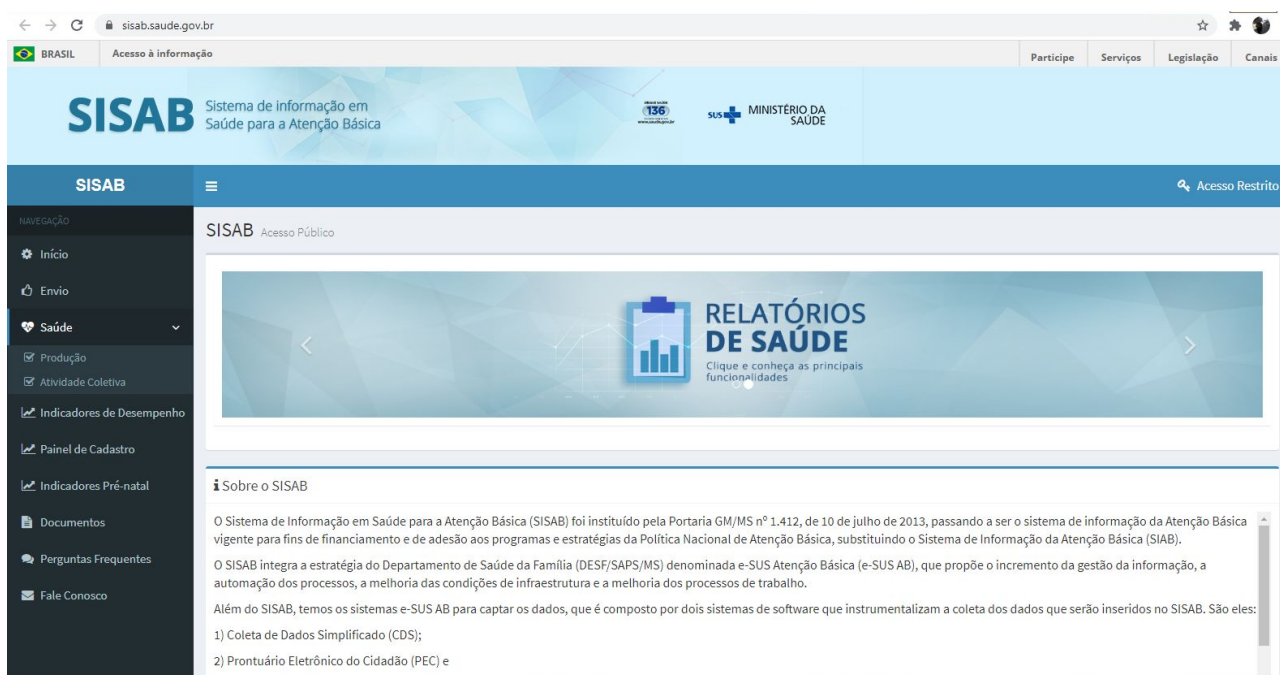 sisab.saude.gov.br
BRASIL Acesso à informação Participe Serviços Legislação Canais
SISAB
Sistema de informação em
Saúde para a Atenção Básica
136
SUS MINISTÉRIO DA
SAÚDE
SISAB
Acesso Restrito
NAVEGAÇÃO
Início
Envio
Saúde
Produção
Atividade Coletiva
Indicadores de Desempenho
Painel de Cadastro
Indicadores Pré-natal
Documentos
Perguntas Frequentes
Fale Conosco
SISAB Acesso Público
RELATÓRIOS
DE SAÚDE
Clique e conheça as principais
funcionalidades
Sobre o SISAB
O Sistema de Informação em Saúde para a Atenção Básica (SISAB) foi instituído pela Portaria GM/MS nº 1.412, de 10 de julho de 2013, passando a ser o sistema de informação da Atenção Básica
vigente para fins de financiamento e de adesão aos programas e estratégias da Política Nacional de Atenção Básica, substituindo o Sistema de Informação da Atenção Básica (SIAB).
O SISAB integra a estratégia do Departamento de Saúde da Família (DESF/SAPS/MS) denominada e-SUS Atenção Básica (e-SUS AB), que propõe o incremento da gestão da informação, a
automação dos processos, a melhoria das condições de infraestrutura e a melhoria dos processos de trabalho.
Além do SISAB, temos os sistemas e-SUS AB para captar os dados, que é composto por dois sistemas de software que instrumentalizam a coleta dos dados que serão inseridos no SISAB. São eles:
1) Coleta de Dados Simplificado (CDS);
2) Prontuário Eletrônico do Cidadão (PEC) e